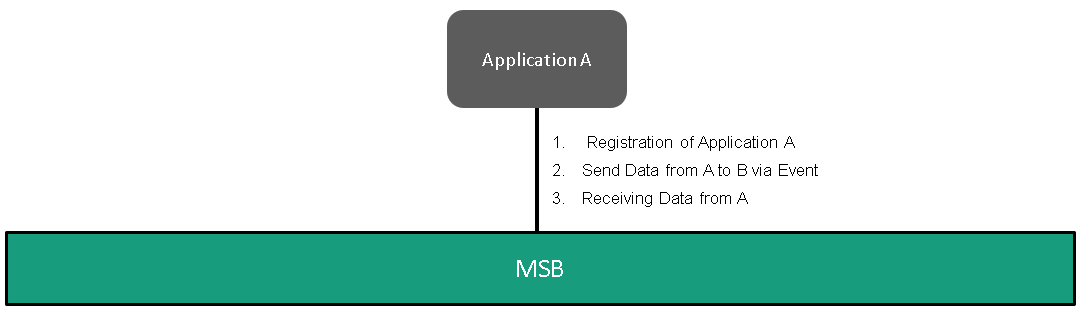 Application A
1. Registration of Application A
2. Send Data from A to B via Event
3. Receiving Data from A
MSB